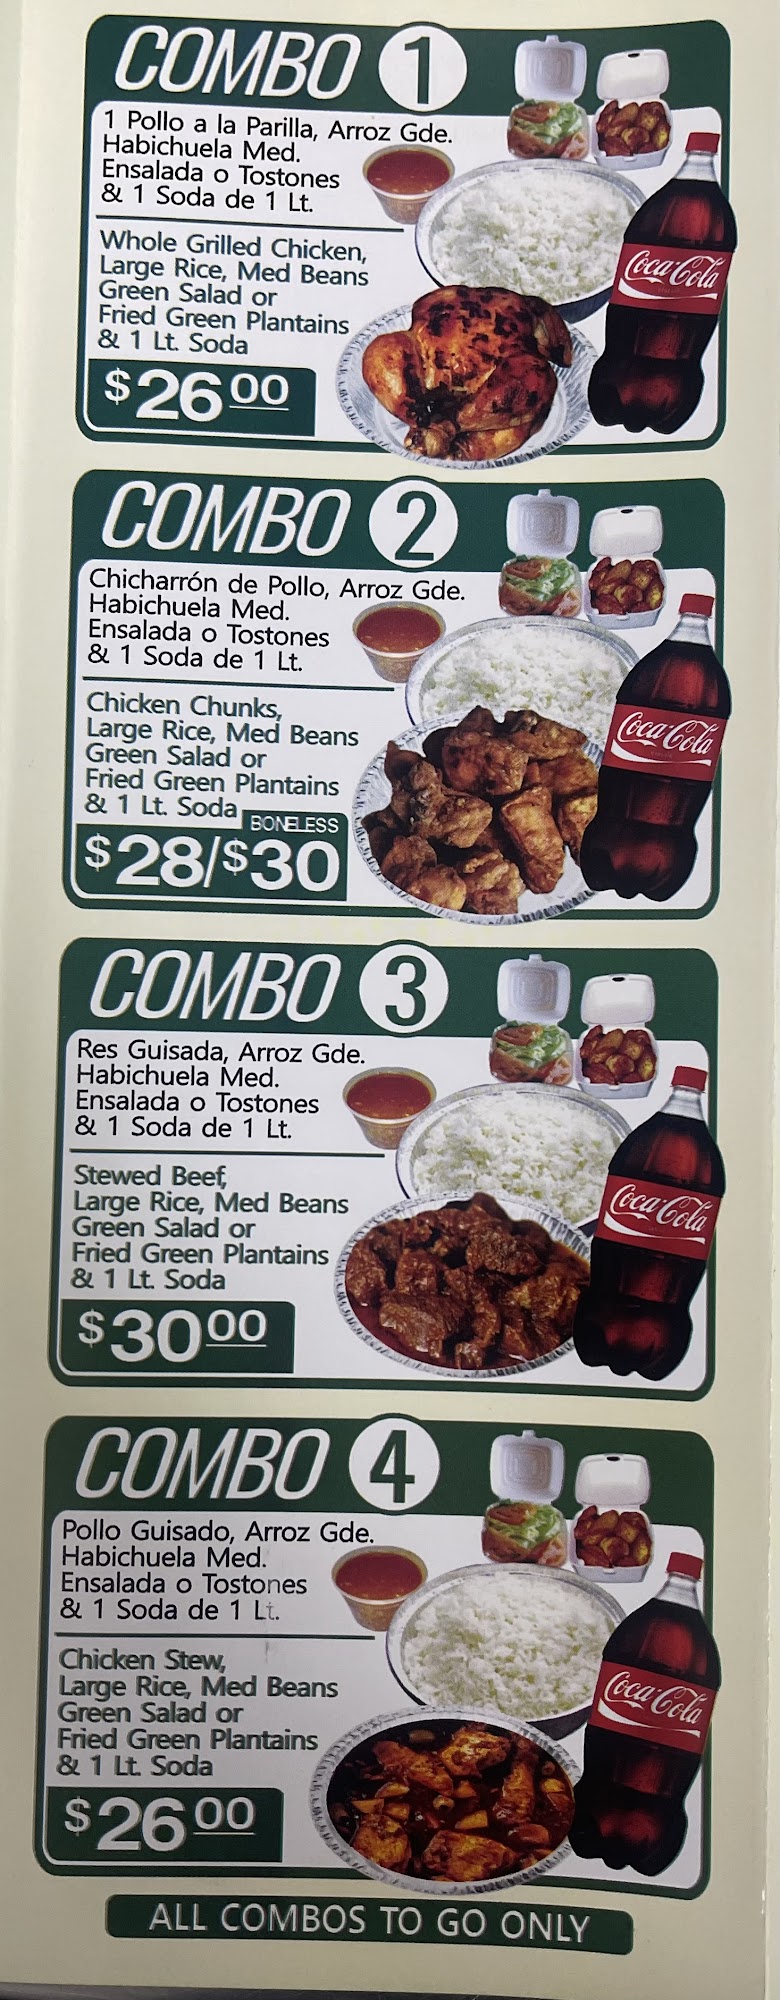 COMBO 1
1 Pollo a la Parilla, Arroz Gde.
Habichuela Med.
Ensalada o Tostones
& 1 Soda de 1 Lt.
Whole Grilled Chicken,
Large Rice, Med Beans
Green Salad or
Fried Green Plantains
& 1 Lt. Soda
$26 00
Coca-Cola
COMBO 2
Chicharrón de Pollo, Arroz Gde.
Habichuela Med.
Ensalada o Tostones
& 1 Soda de 1 Lt.
Chicken Chunks,
Large Rice, Med Beans
Green Salad or
Fried Green Plantains
& 1 Lt. Soda
BONELESS
$28/$30
Coca-Cola
COMBO 3
Res Guisada, Arroz Gde.
Habichuela Med.
Ensalada o Tostones
& 1 Soda de 1 Lt.
Stewed Beef,
Large Rice, Med Beans
Green Salad or
Fried Green Plantains
& 1 Lt. Soda
$30 00
Coca-Cola
COMBO 4
Pollo Guisado, Arroz Gde.
Habichuela Med.
Ensalada o Tostones
& 1 Soda de 1 Lt.
Chicken Stew,
Large Rice, Med Beans
Green Salad or
Fried Green Plantains
& 1 Lt. Soda
$26 00
Coca-Cola
ALL COMBOS TO GO ONLY